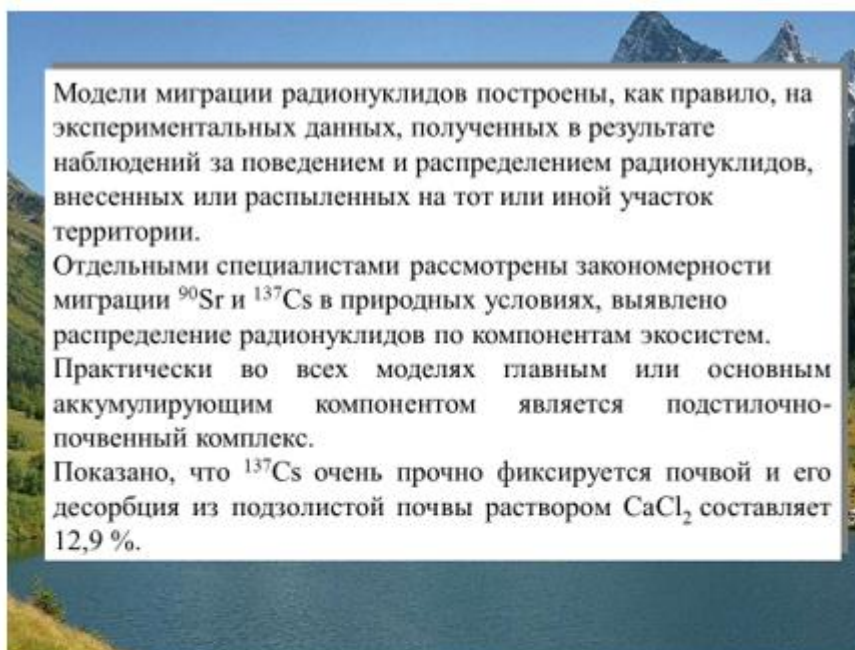 Модели миграции радионуклидов построены, как правило, на
экспериментальных данных, полученных в результате
наблюдений за поведением и распределением радионуклидов,
внесенных или распыленных на тот или иной участок
территории.
Отдельными специалистами рассмотрены закономерности
миграции ⁹⁰Sr и ¹³⁷Cs в природных условиях, выявлено
распределение радионуклидов по компонентам экосистем.
Практически во всех моделях главным или основным
аккумулирующим компонентом является подстилочно-
почвенный комплекс.
Показано, что ¹³⁷Cs очень прочно фиксируется почвой и его
десорбция из подзолистой почвы раствором CaCl₂ составляет
12,9 %.